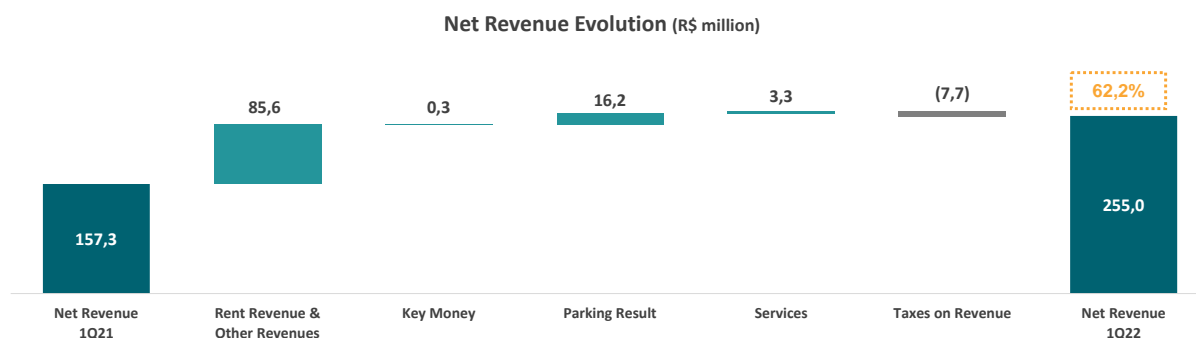 Net Revenue Evolution (R$ million)
85,6
0,3
16,2
3,3
(7,7)
62,2%
157,3
255,0
Net Revenue
1Q21
Rent Revenue &
Other Revenues
Key Money
Parking Result
Services
Taxes on Revenue
Net Revenue
1Q22